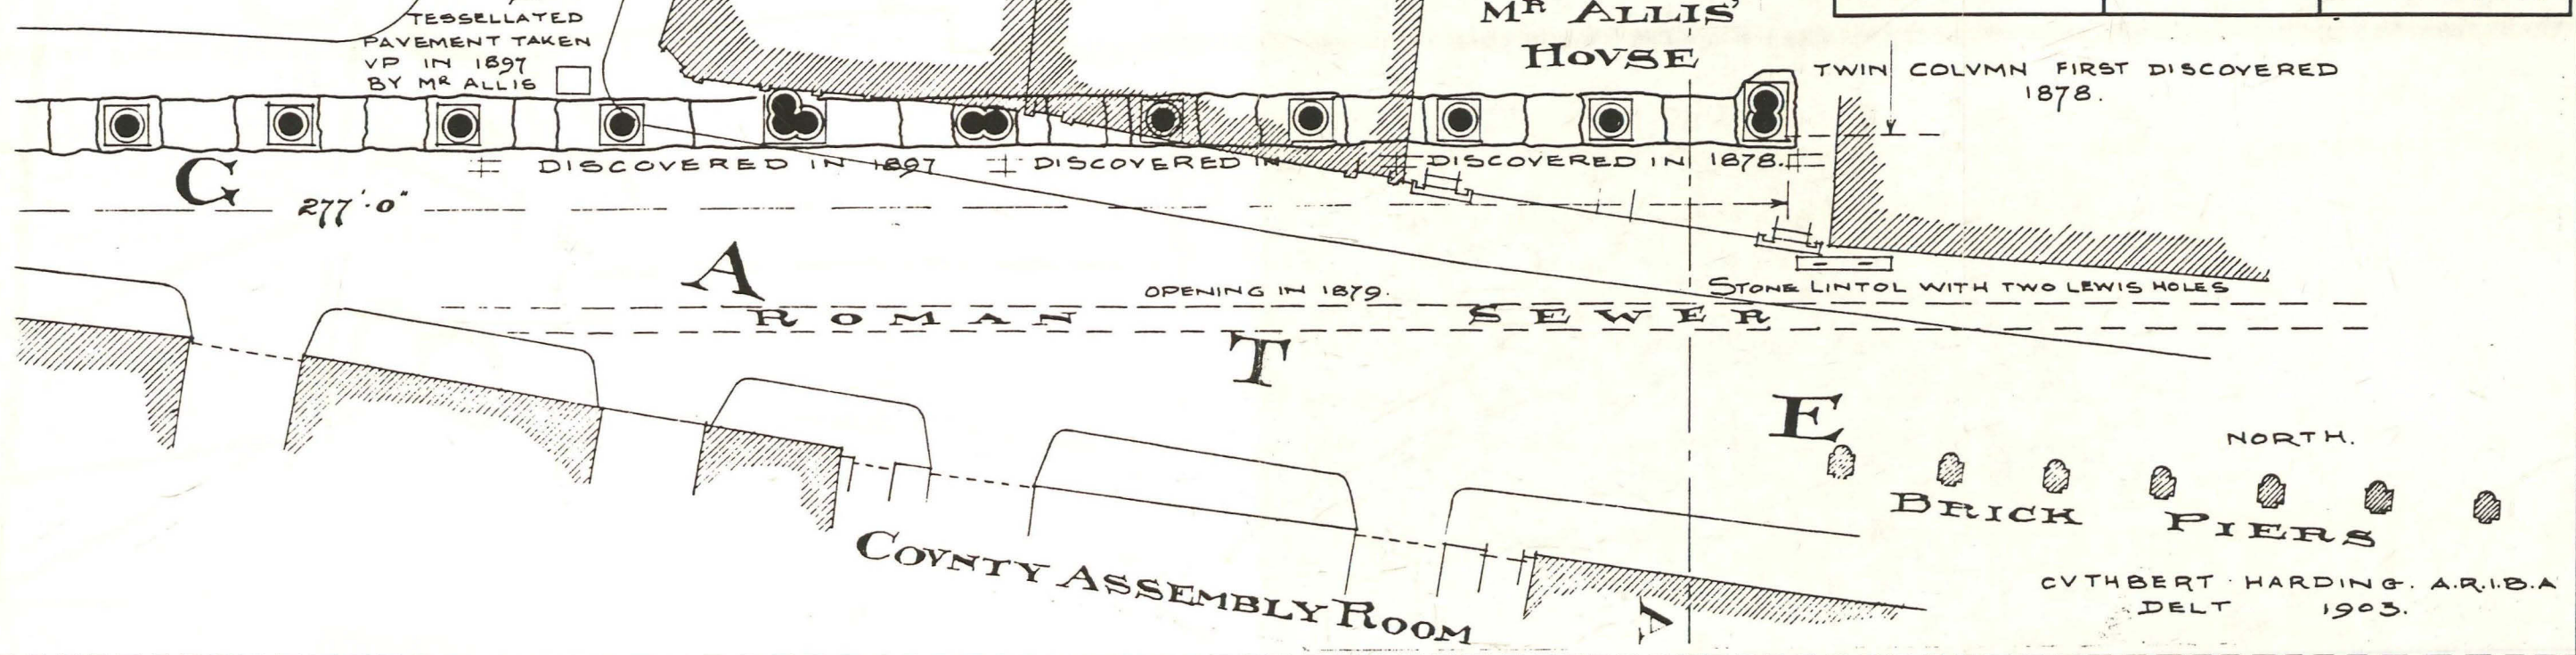 TESSELLATED
PAVEMENT TAKEN
VP IN 1897
BY MR ALLIS
MR ALLIS'
HOVSE
TWIN COLVMN FIRST DISCOVERED
1878.
DISCOVERED IN 1897
DISCOVERED IN
DISCOVERED IN 1878.
G
277'·0"
A
OPENING IN 1879.
STONE LINTOL WITH TWO LEWIS HOLES
ROMAN SEWER
T
E
NORTH.
BRICK PIERS
COVNTY ASSEMBLY ROOM
A
CVTHBERT · HARDING. A.R.I.B.A
DELT 1903.